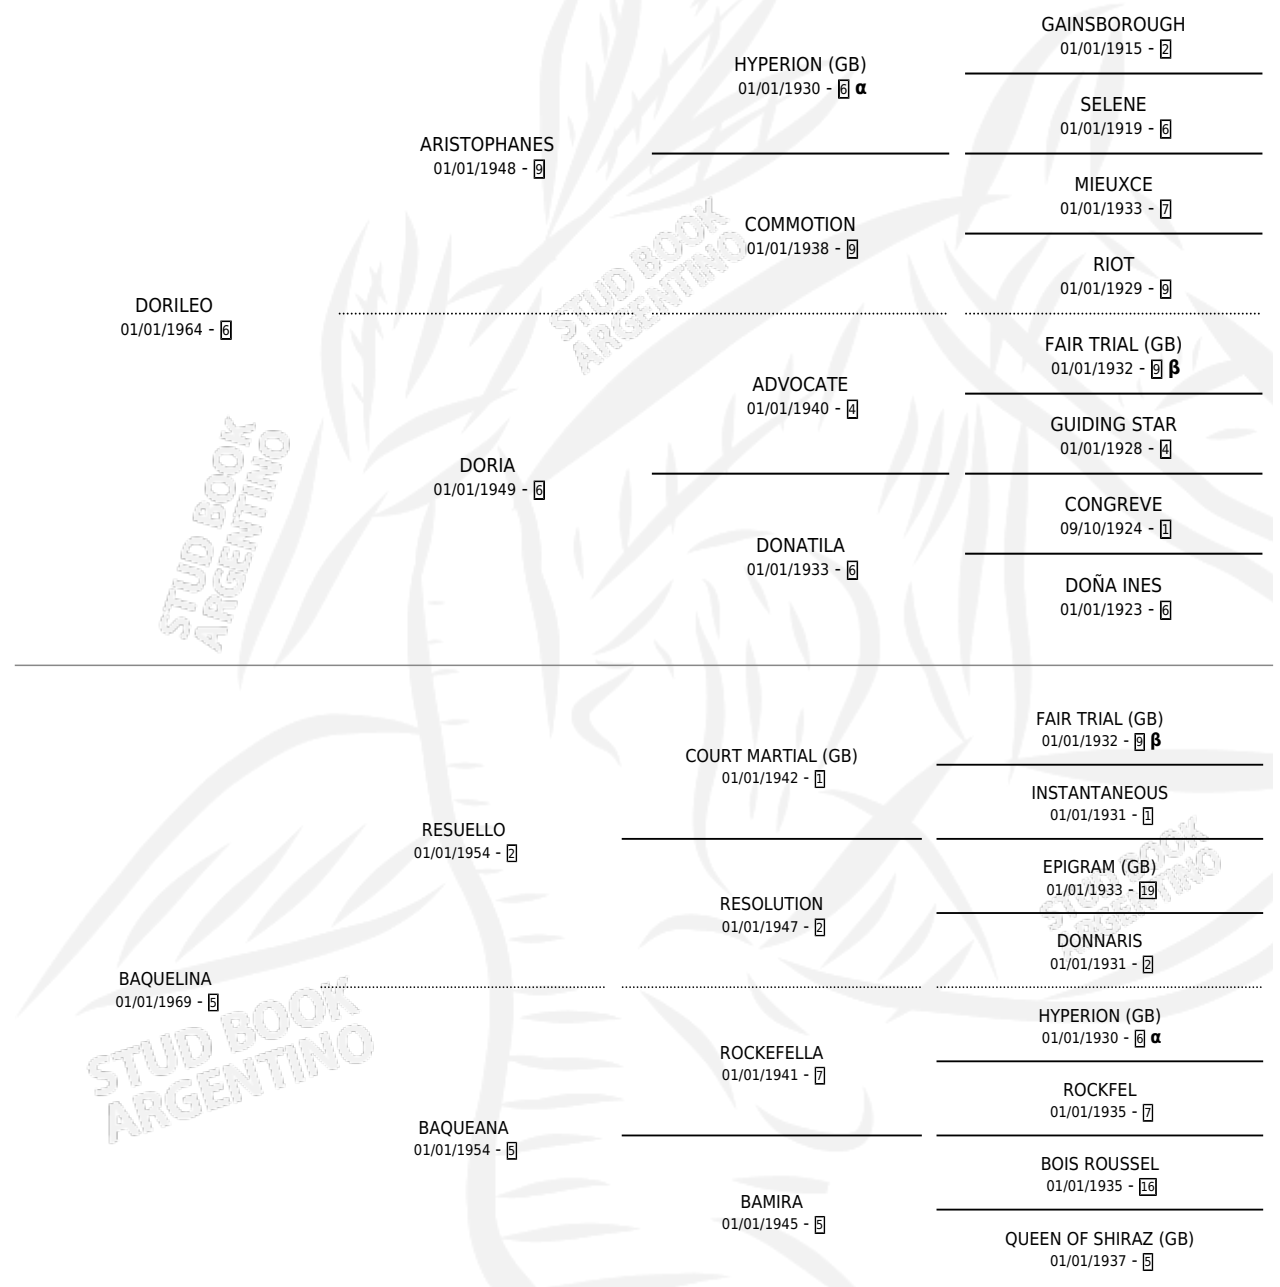 DORILEO
01/01/1964 - 6
ARISTOPHANES
01/01/1948 - 9
HYPERION (GB)
01/01/1930 - 6 α
GAINSBOROUGH
01/01/1915 - 2
SELENE
01/01/1919 - 6
COMMOTION
01/01/1938 - 9
MIEUXCE
01/01/1933 - 7
RIOT
01/01/1929 - 9
DORIA
01/01/1949 - 6
ADVOCATE
01/01/1940 - 4
FAIR TRIAL (GB)
01/01/1932 - 9 β
GUIDING STAR
01/01/1928 - 4
DONATILA
01/01/1933 - 6
CONGREVE
09/10/1924 - 1
DOÑA INES
01/01/1923 - 6
BAQUELINA
01/01/1969 - 5
RESUELLO
01/01/1954 - 2
COURT MARTIAL (GB)
01/01/1942 - 1
FAIR TRIAL (GB)
01/01/1932 - 9 β
INSTANTANEOUS
01/01/1931 - 1
RESOLUTION
01/01/1947 - 2
EPIGRAM (GB)
01/01/1933 - 19
DONNARIS
01/01/1931 - 2
BAQUEANA
01/01/1954 - 5
ROCKEFELLA
01/01/1941 - 7
HYPERION (GB)
01/01/1930 - 6 α
ROCKFEL
01/01/1935 - 7
BAMIRA
01/01/1945 - 5
BOIS ROUSSEL
01/01/1935 - 16
QUEEN OF SHIRAZ (GB)
01/01/1937 - 5
STUD BOOK
ARGENTINO
STUD BOOK
ARGENTINO
STUD BOOK
ARGENTINO
STUD BOOK
ARGENTINO